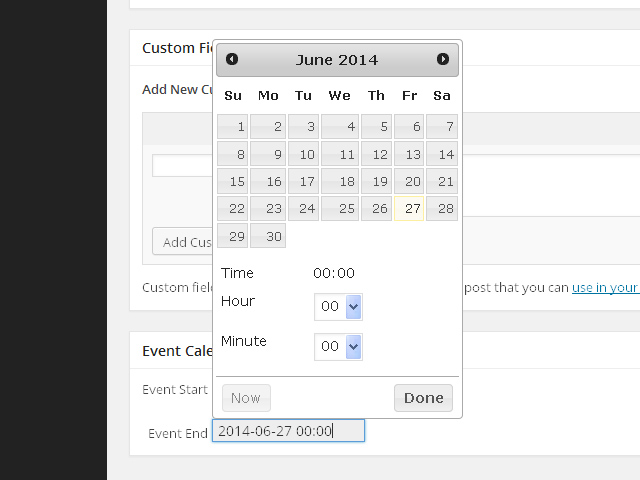 Custom Fi
June 2014
Add New Cu
Su Mo Tu We Th Fr Sa
1 2 3 4 5 6 7
8 9 10 11 12 13 14
15 16 17 18 19 20 21
22 23 24 25 26 27 28
29 30
Add Cus
Time 00:00
Custom field
post that you can use in your
Hour 00
Minute 00
Event Cale
Event Start
Now Done
Event End 2014-06-27 00:00